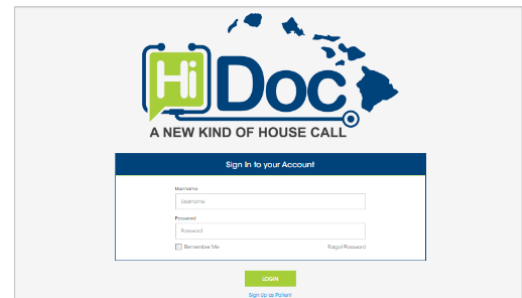 Hi Doc
A NEW KIND OF HOUSE CALL
Sign In to your Account
Username
Username
Password
Password
Remember Me Forgot Password
LOGIN
Sign Up as Patient